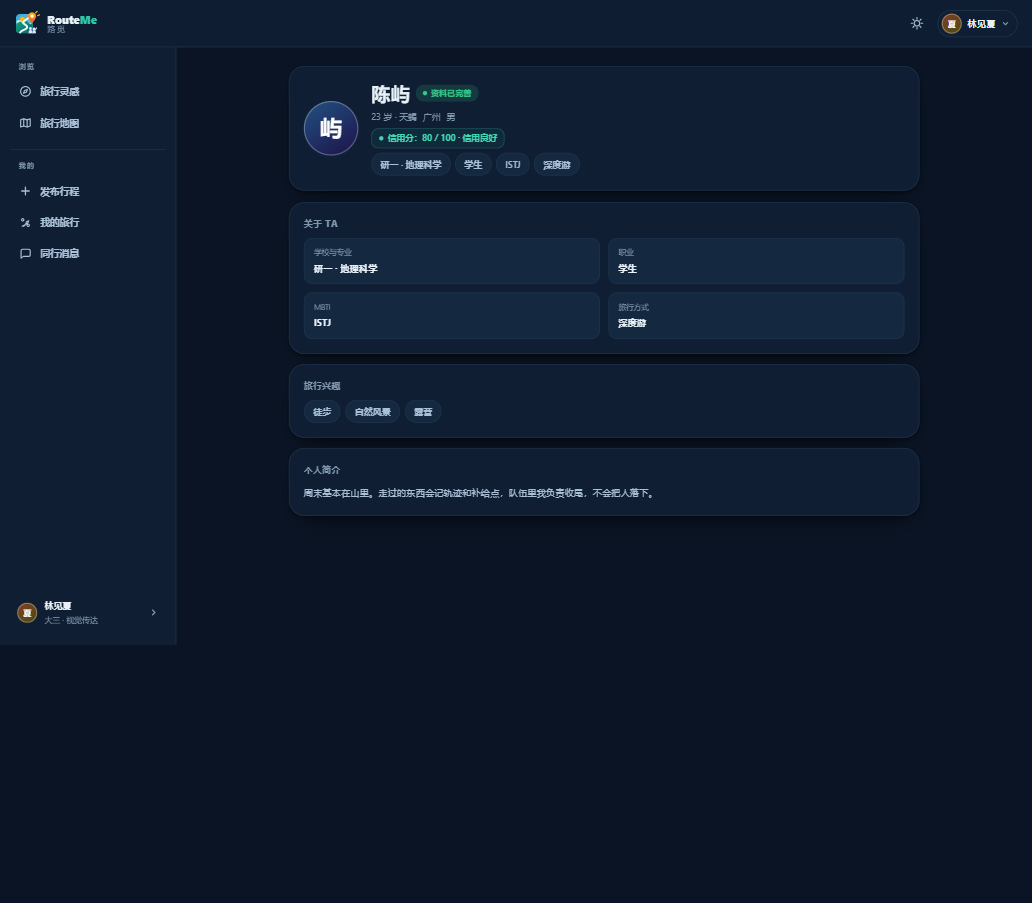 RouteMe
路觅
夏 林见夏
浏览
旅行灵感
旅行地图
我的
发布行程
我的旅行
同行消息
夏
林见夏
大三 · 视觉传达
屿
陈屿
资料已完善
23 岁 · 天蝎 广州 男
信用分：80 / 100 · 信用良好
研一 · 地理科学 学生 ISTJ 深度游
关于 TA
学校与专业
研一 · 地理科学
职业
学生
MBTI
ISTJ
旅行方式
深度游
旅行兴趣
徒步 自然风景 露营
个人简介
周末基本在山里。走过的东西会记轨迹和补给点，队伍里我负责收尾，不会把人落下。